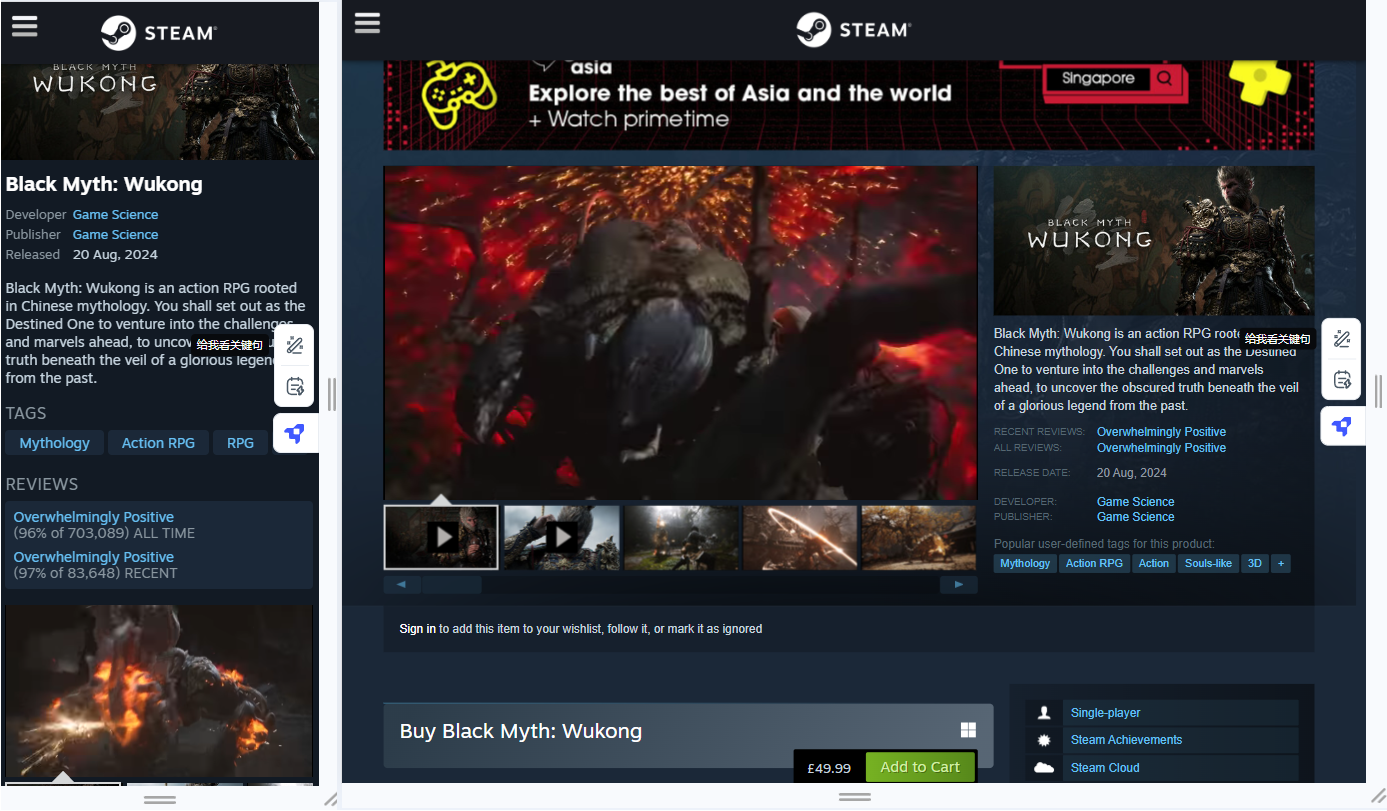 STEAM®
BLACK MYTH
WUKONG
Black Myth: Wukong
Developer Game Science
Publisher Game Science
Released 20 Aug, 2024
Black Myth: Wukong is an action RPG rooted
in Chinese mythology. You shall set out as the
Destined One to venture into the challenges
and marvels ahead, to
给我看关键句
truth beneath the veil of a glorious legend
from the past.
TAGS
Mythology Action RPG RPG
REVIEWS
Overwhelmingly Positive
(96% of 703,089) ALL TIME
Overwhelmingly Positive
(97% of 83,648) RECENT
STEAM®
asia
Explore the best of Asia and the world
+ Watch primetime
Singapore
BLACK MYTH
WUKONG
Black Myth: Wukong is an action RPG
给我看关键句
Chinese mythology. You shall set out as the Destined
One to venture into the challenges and marvels
ahead, to uncover the obscured truth beneath the veil
of a glorious legend from the past.
RECENT REVIEWS: Overwhelmingly Positive
ALL REVIEWS: Overwhelmingly Positive
RELEASE DATE: 20 Aug, 2024
DEVELOPER: Game Science
PUBLISHER: Game Science
Popular user-defined tags for this product:
Mythology Action RPG Action Souls-like 3D +
Sign in to add this item to your wishlist, follow it, or mark it as ignored
Buy Black Myth: Wukong
£49.99 Add to Cart
Single-player
Steam Achievements
Steam Cloud